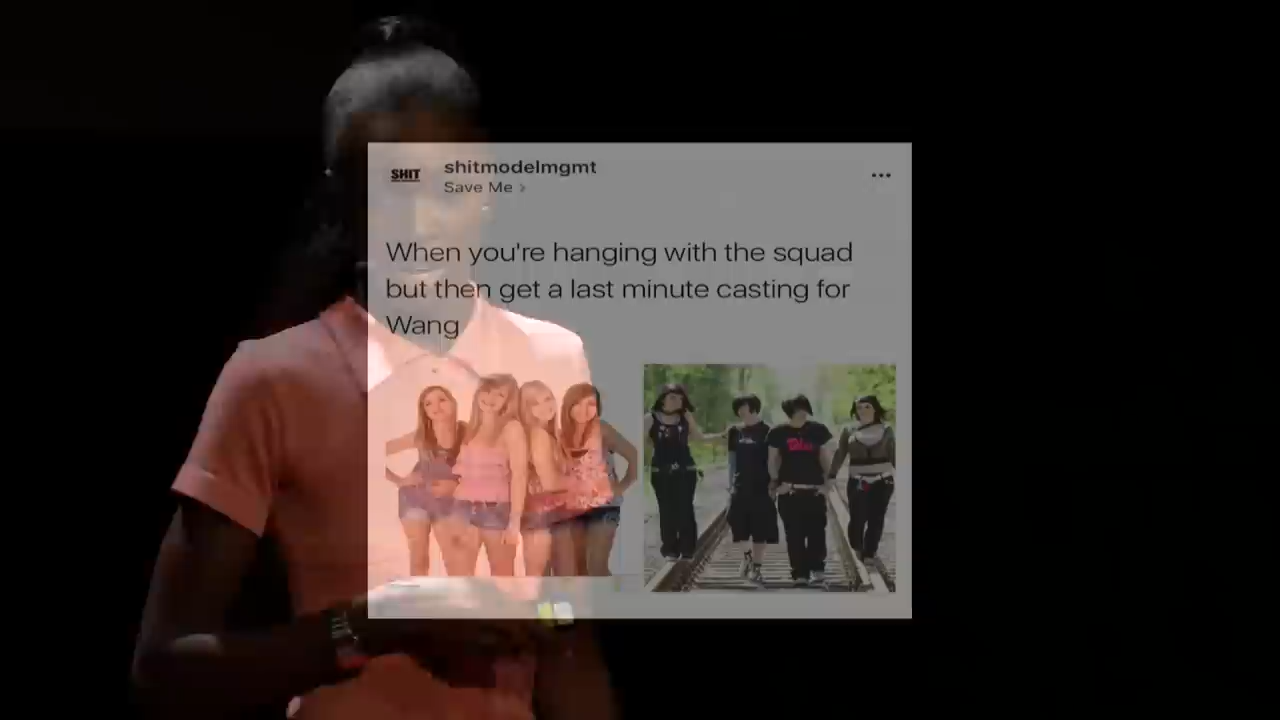 SHIT
shitmodelmgmt
Save Me ›
When you're hanging with the squad
but then get a last minute casting for
Wang